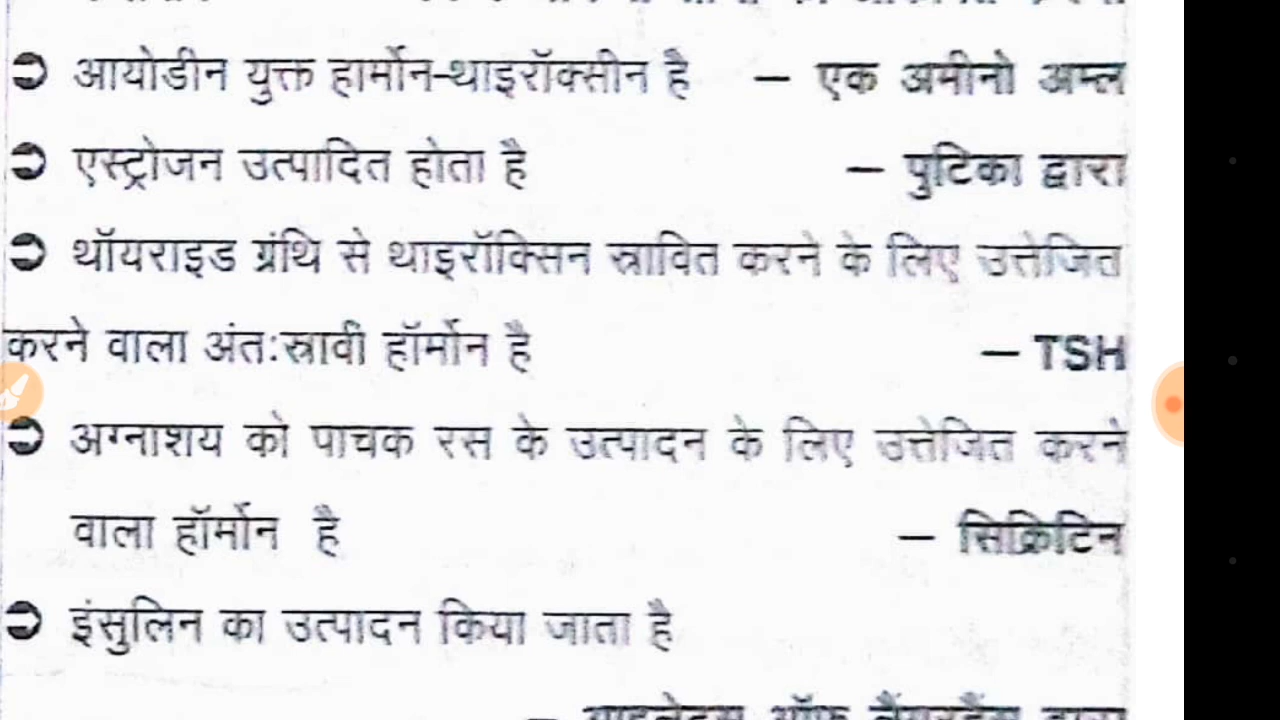 ➲ आयोडीन युक्त हार्मोन-थाइरॉक्सीन है – एक अमीनो अम्ल
➲ एस्ट्रोजन उत्पादित होता है – पुटिका द्वारा
➲ थॉयराइड ग्रंथि से थाइरॉक्सिन स्रावित करने के लिए उत्तेजित
करने वाला अंतःस्रावी हॉर्मोन है – TSH
➲ अग्नाशय को पाचक रस के उत्पादन के लिए उत्तेजित करने
वाला हॉर्मोन है – सिक्रिटिन
➲ इंसुलिन का उत्पादन किया जाता है